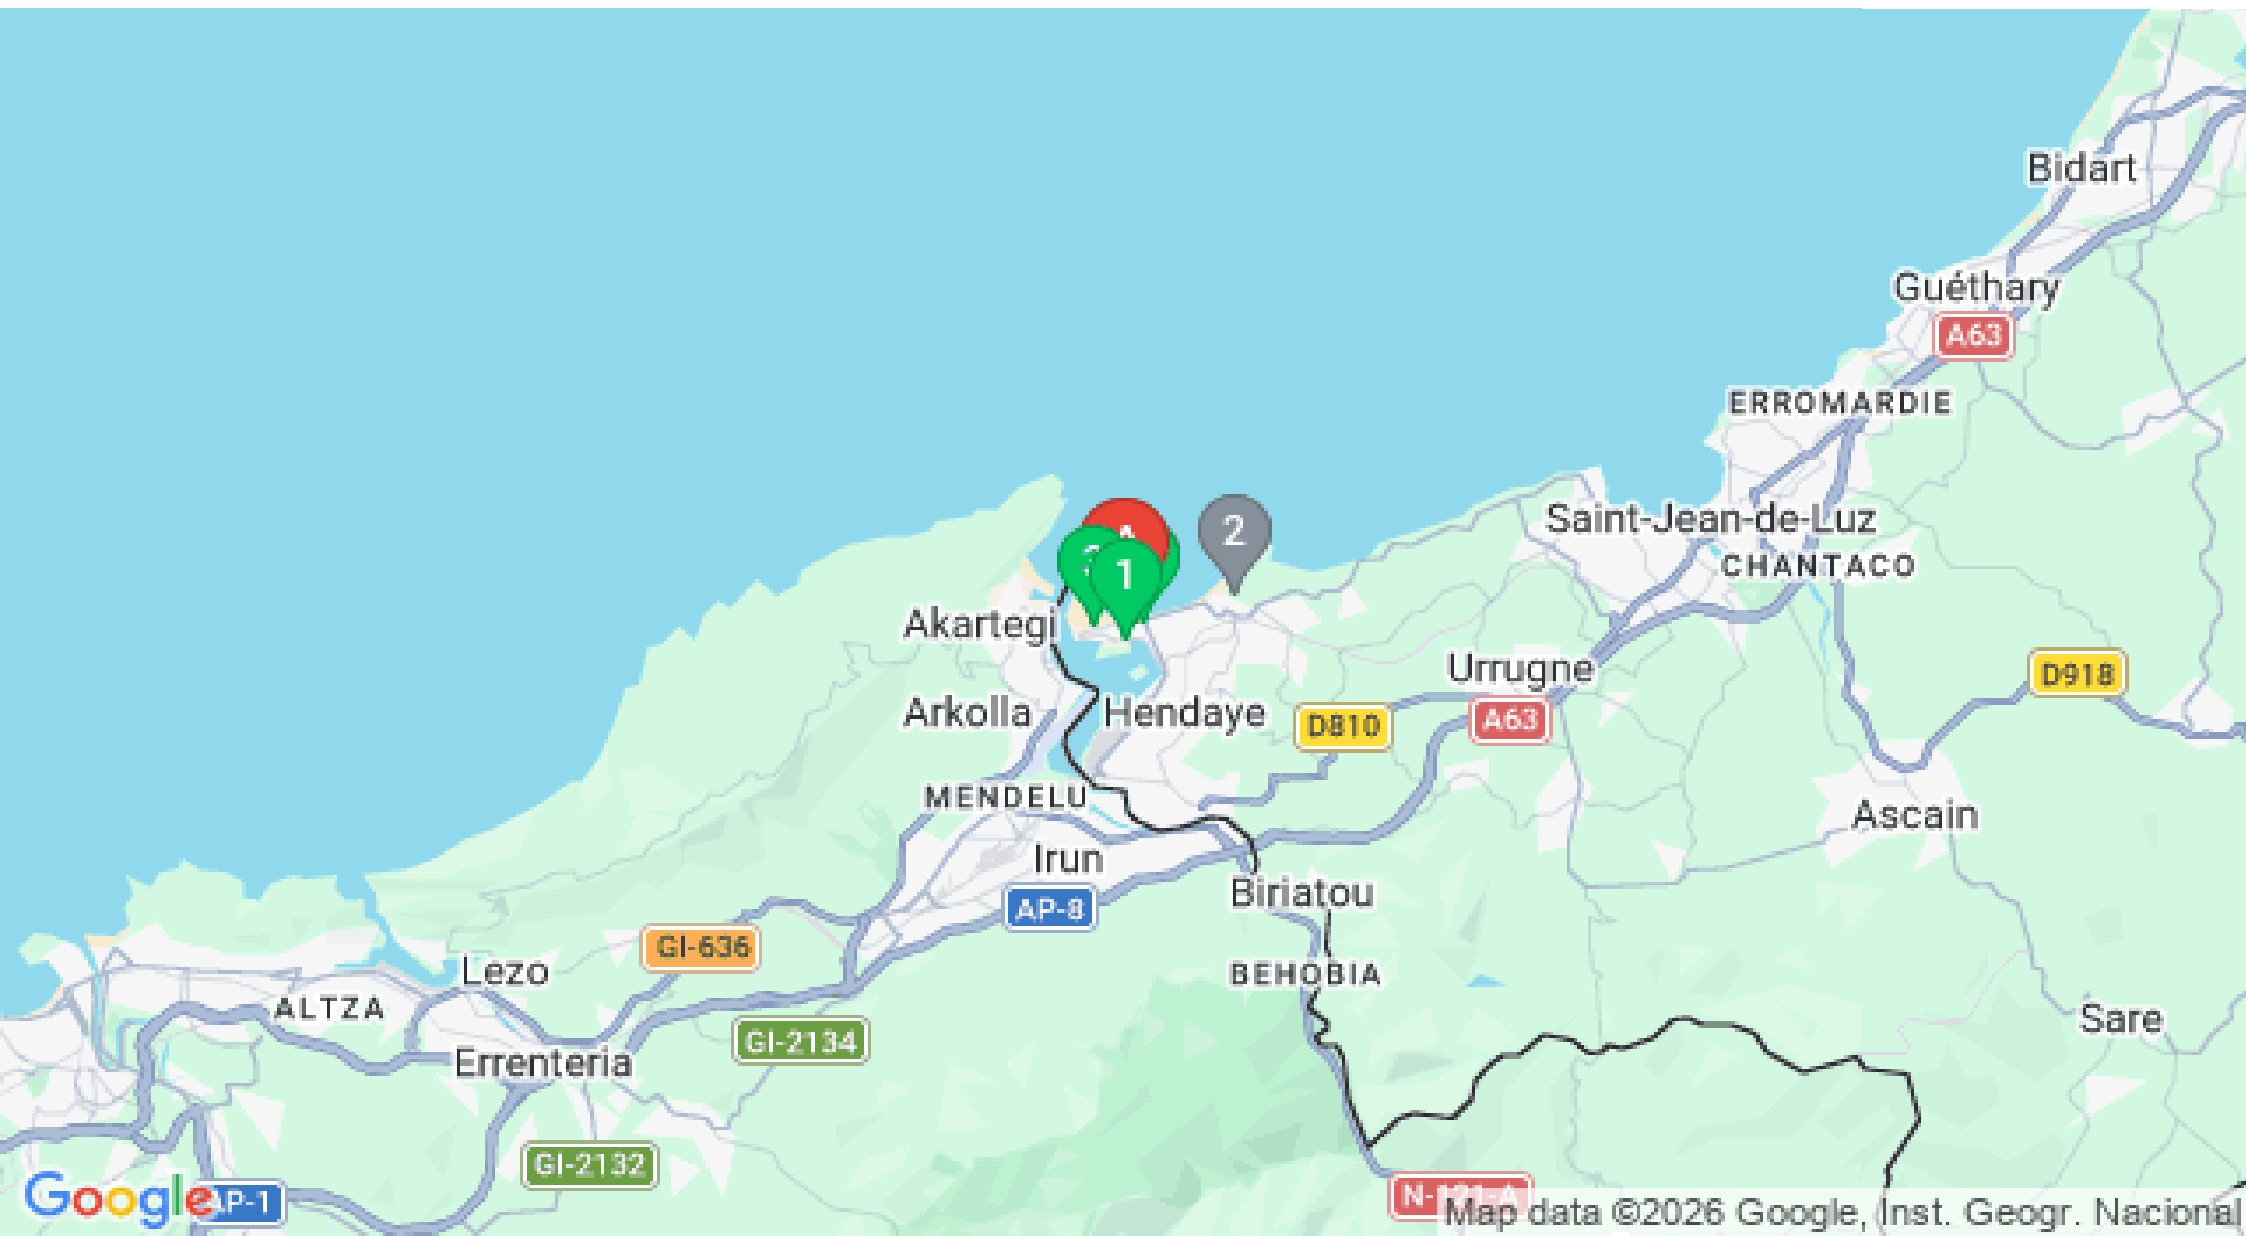 Bidart
Guéthary
A63
ERROMARDIE
2
Saint-Jean-de-Luz
1
CHANTACO
Akartegi
Urrugne
D918
Arkolla
Hendaye
D810
A63
MENDELU
Ascain
Irun
Biriatou
AP-8
GI-636
Lezo
BEHOBIA
ALTZA
Sare
GI-2134
Errenteria
GI-2132
Google
AP-1
N-121-A
Map data ©2026 Google, Inst. Geogr. Nacional